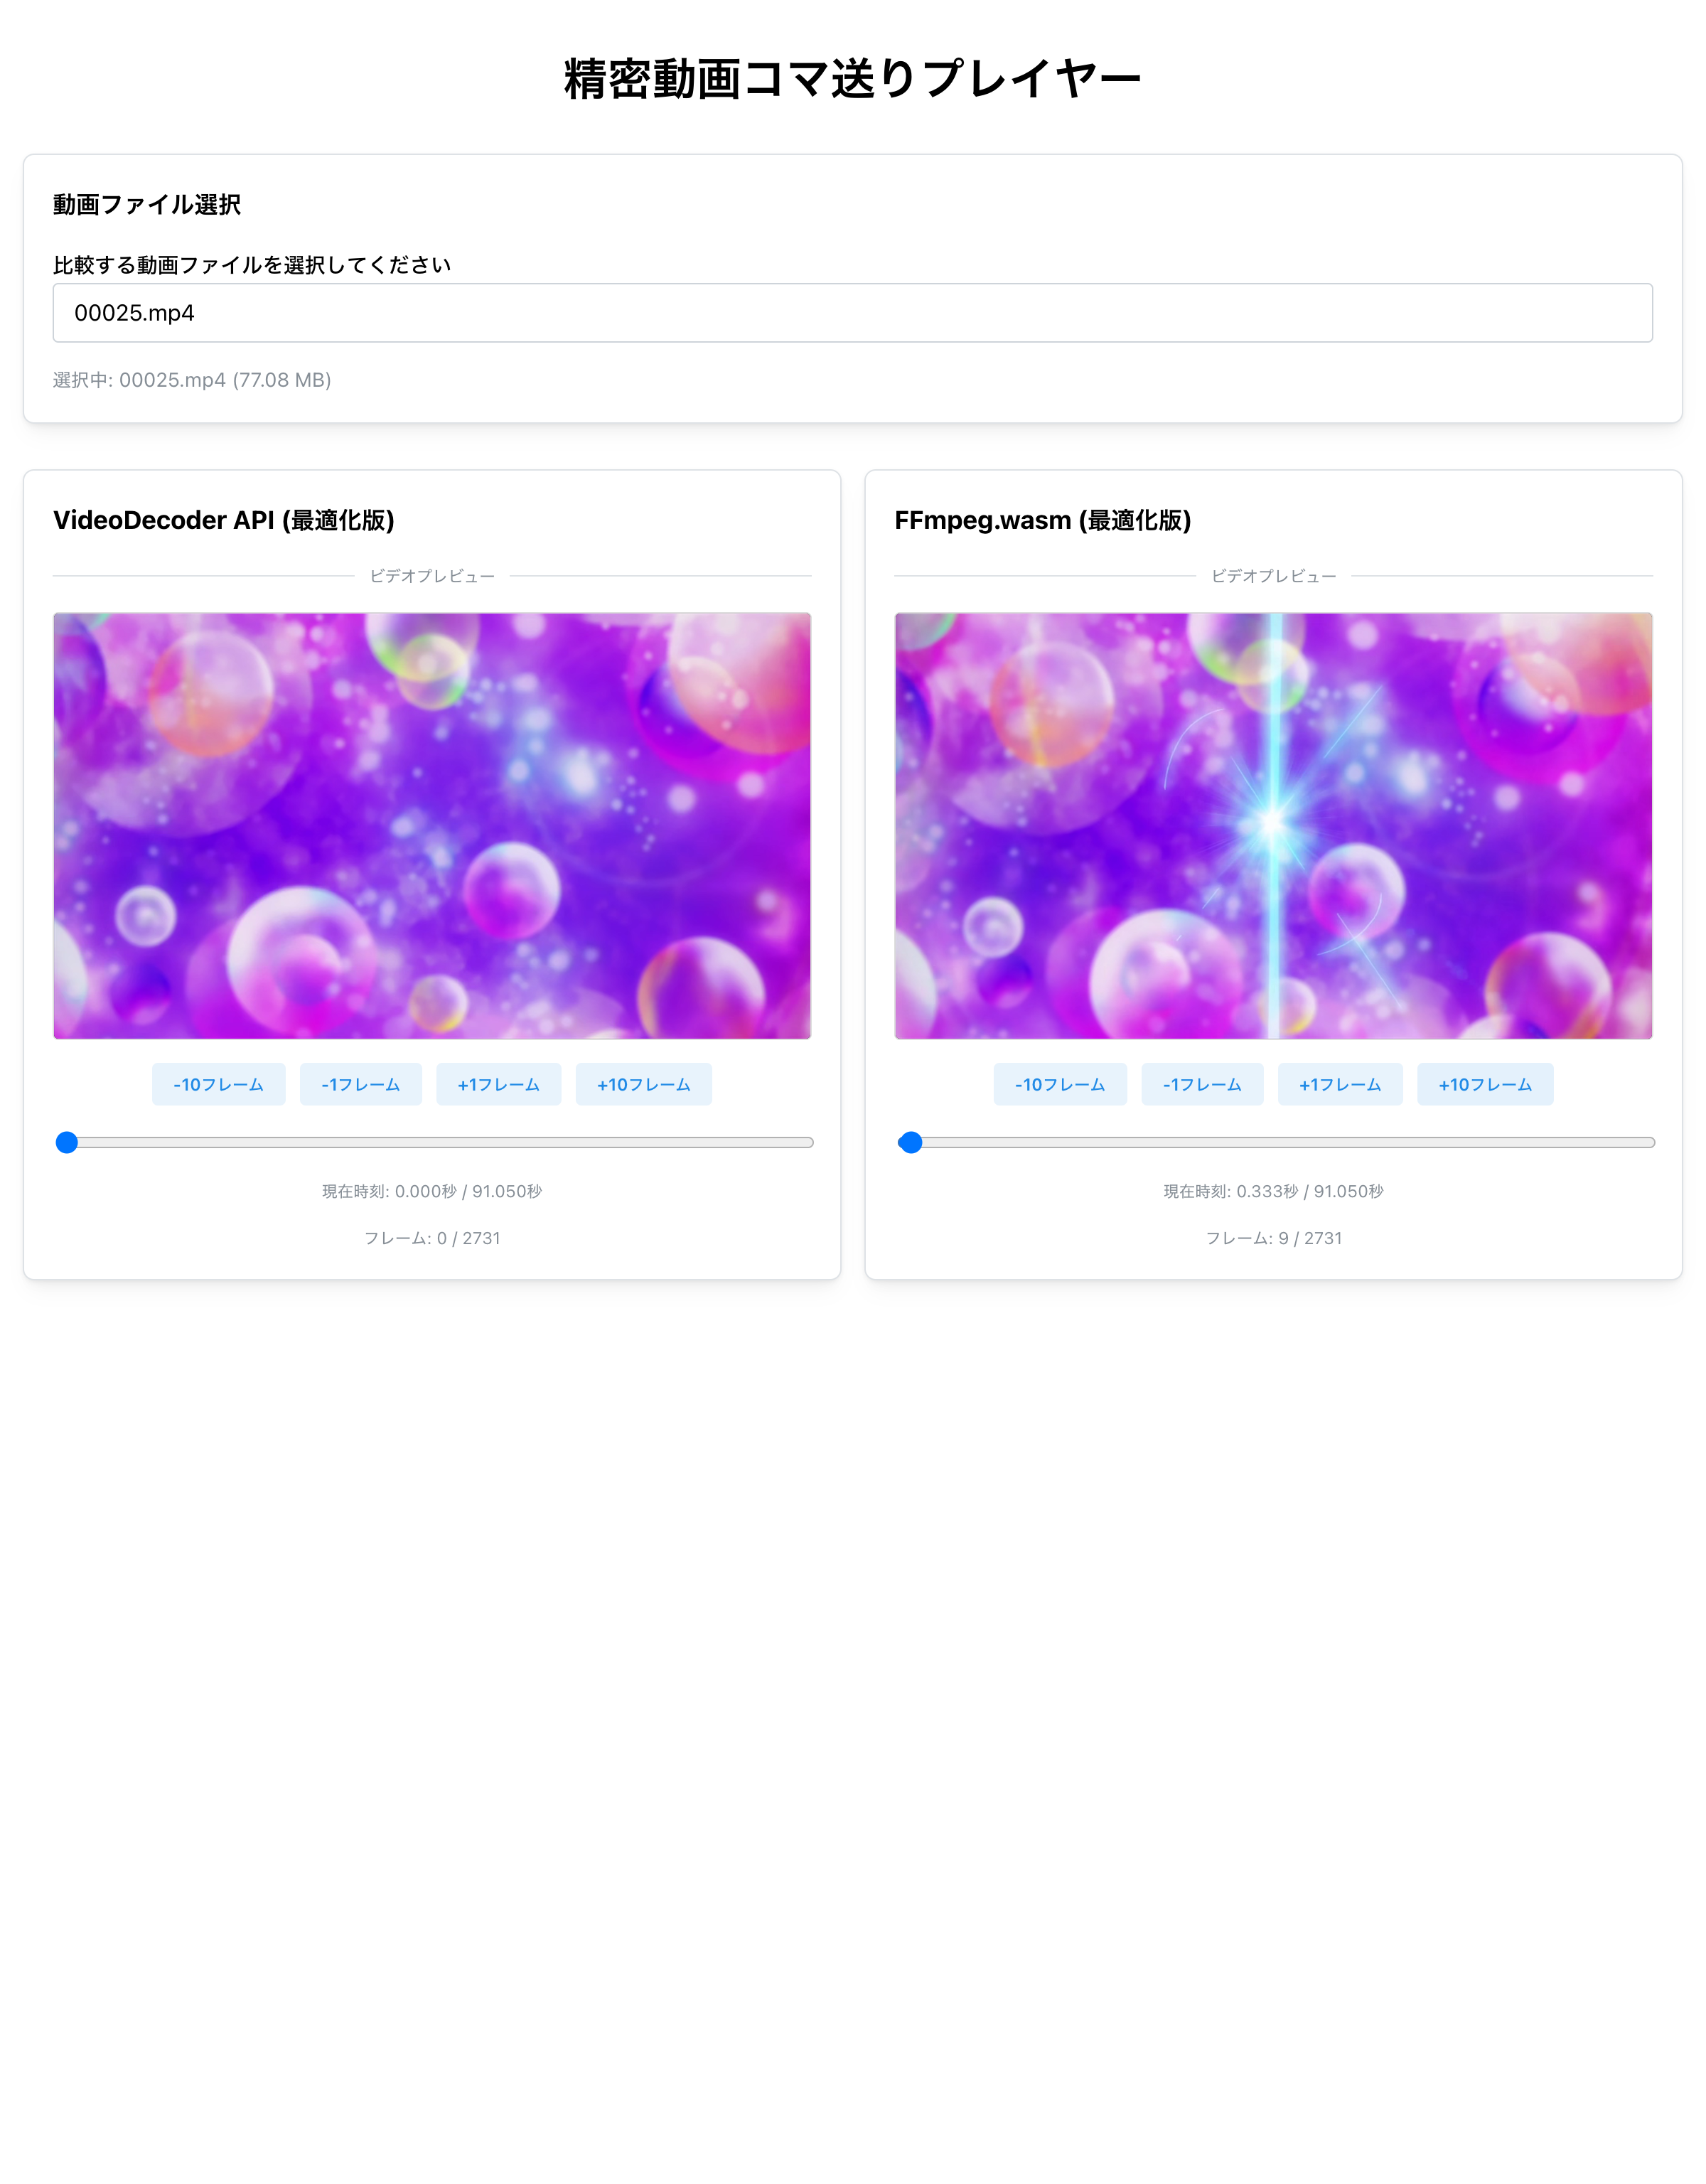 精密動画コマ送りプレイヤー
動画ファイル選択
比較する動画ファイルを選択してください
00025.mp4
選択中: 00025.mp4 (77.08 MB)
VideoDecoder API (最適化版)
ビデオプレビュー
-10フレーム
-1フレーム
+1フレーム
+10フレーム
現在時刻: 0.000秒 / 91.050秒
フレーム: 0 / 2731
FFmpeg.wasm (最適化版)
ビデオプレビュー
-10フレーム
-1フレーム
+1フレーム
+10フレーム
現在時刻: 0.333秒 / 91.050秒
フレーム: 9 / 2731